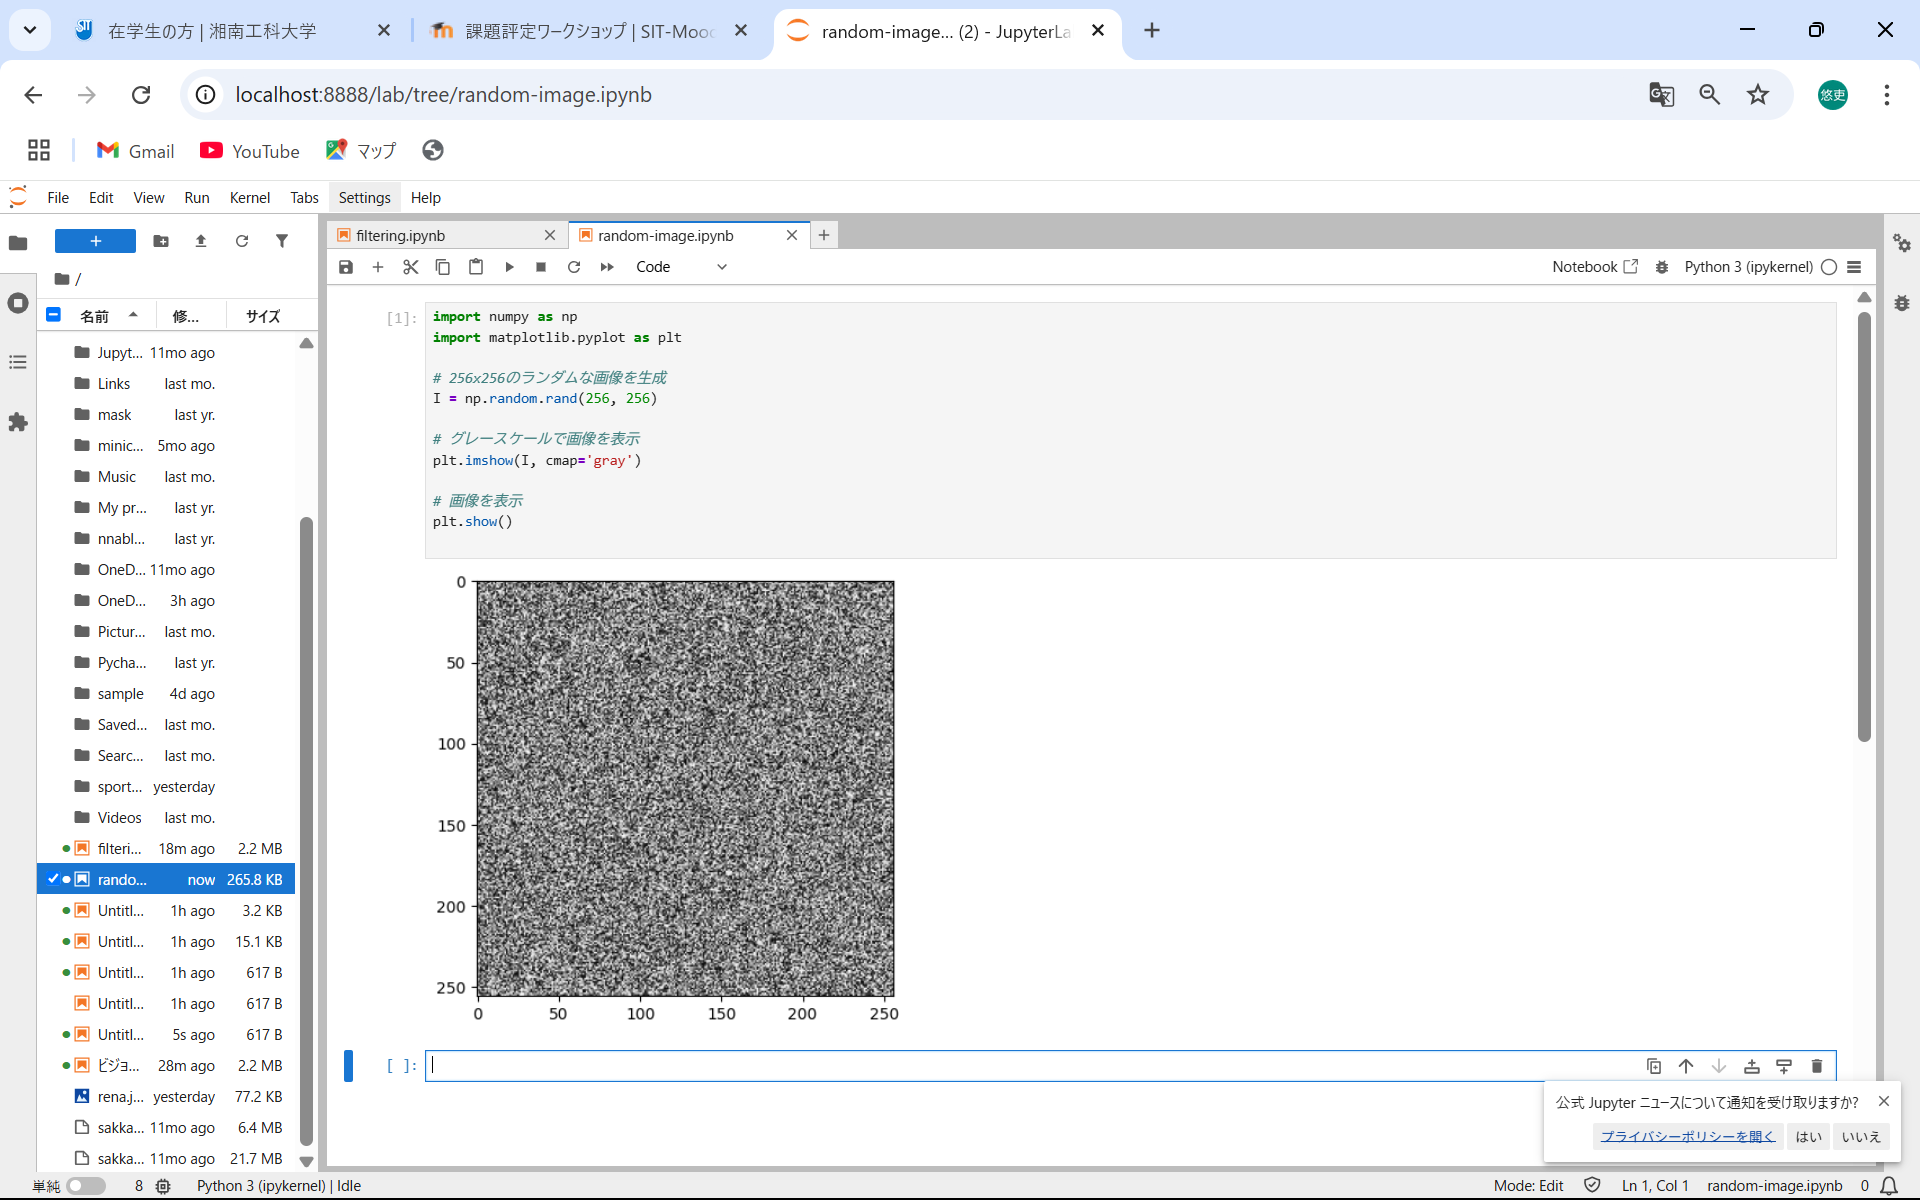 在学生の方 | 湘南工科大学
課題評定ワークショップ | SIT-Mooc
random-image... (2) - JupyterLa
localhost:8888/lab/tree/random-image.ipynb
悠吏
Gmail
YouTube
マップ
File Edit View Run Kernel Tabs Settings Help
filtering.ipynb
random-image.ipynb
/
Code
Notebook
Python 3 (ipykernel)
名前 修... サイズ
Jupyt... 11mo ago
Links last mo.
mask last yr.
minic... 5mo ago
Music last mo.
My pr... last yr.
nnabl... last yr.
OneD... 11mo ago
OneD... 3h ago
Pictur... last mo.
Pycha... last yr.
sample 4d ago
Saved... last mo.
Searc... last mo.
sport... yesterday
Videos last mo.
filteri... 18m ago 2.2 MB
rando... now 265.8 KB
Untitl... 1h ago 3.2 KB
Untitl... 1h ago 15.1 KB
Untitl... 1h ago 617 B
Untitl... 1h ago 617 B
Untitl... 5s ago 617 B
ビジョ... 28m ago 2.2 MB
rena.j... yesterday 77.2 KB
sakka... 11mo ago 6.4 MB
sakka... 11mo ago 21.7 MB
[1]:
import numpy as np
import matplotlib.pyplot as plt
# 256x256のランダムな画像を生成
I = np.random.rand(256, 256)
# グレースケールで画像を表示
plt.imshow(I, cmap='gray')
# 画像を表示
plt.show()
0
50
100
150
200
250
0 50 100 150 200 250
[ ]:
公式 Jupyter ニュースについて通知を受け取りますか?
プライバシーポリシーを開く はい いいえ
単純 8 Python 3 (ipykernel) | Idle
Mode: Edit Ln 1, Col 1 random-image.ipynb 0